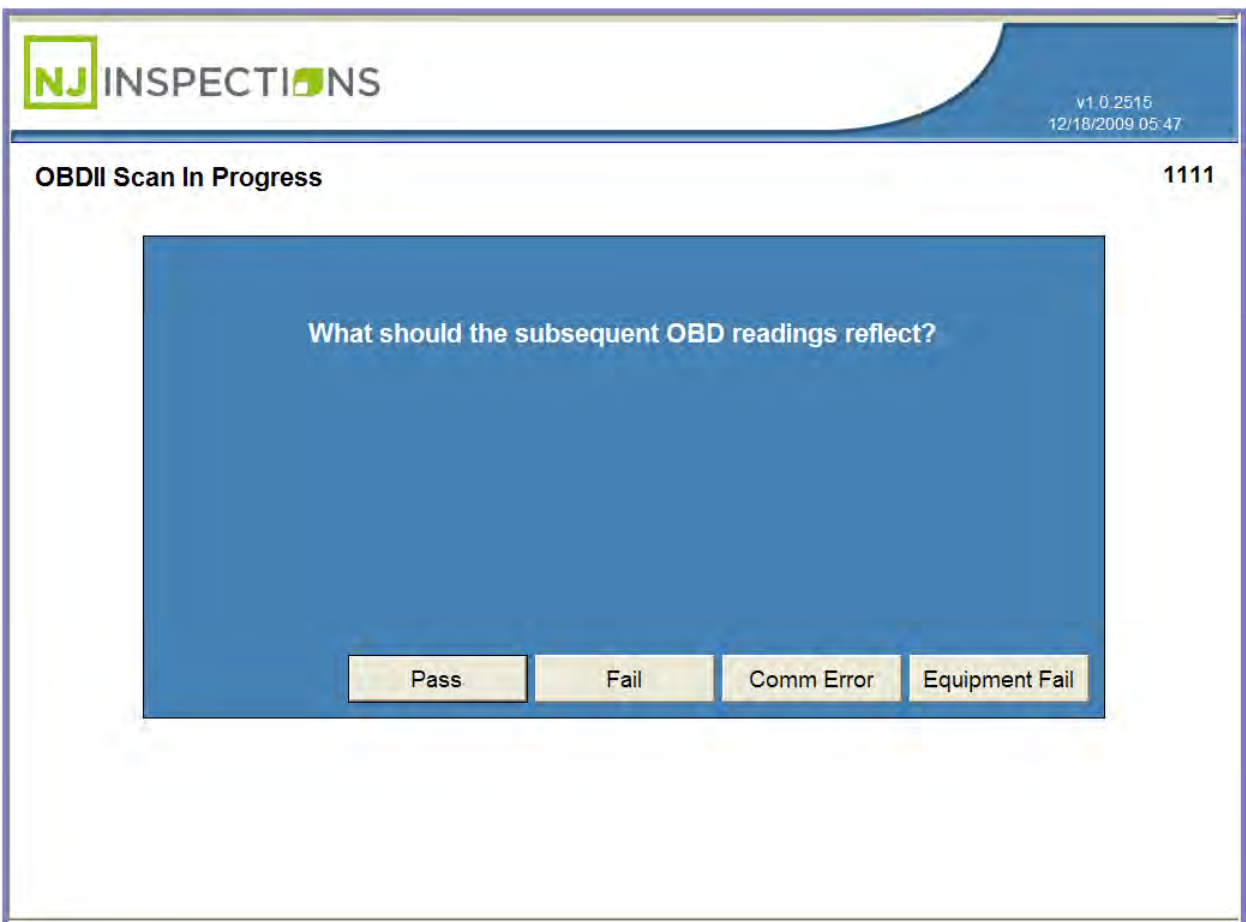 NJ INSPECTIONS
v1.0.2515
12/18/2009 05:47
OBDII Scan In Progress
1111
What should the subsequent OBD readings reflect?
Pass
Fail
Comm Error
Equipment Fail